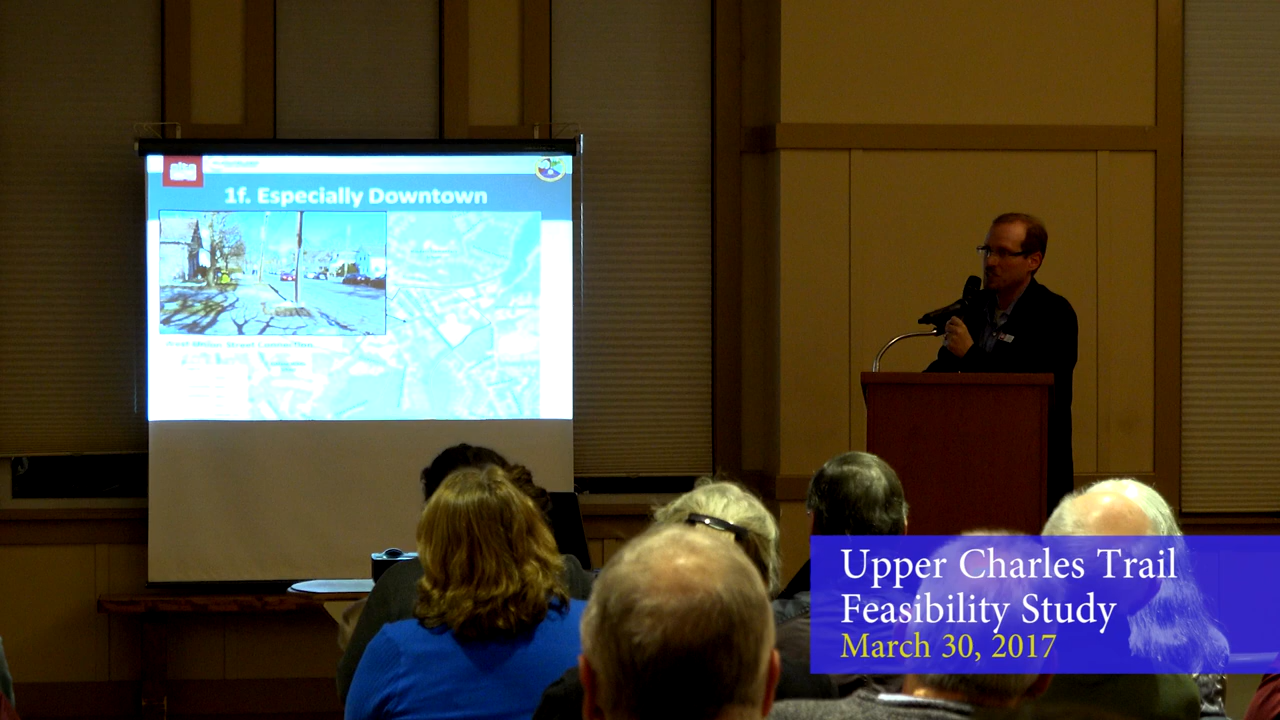 1f. Especially Downtown
Upper Charles Trail
Feasibility Study
March 30, 2017